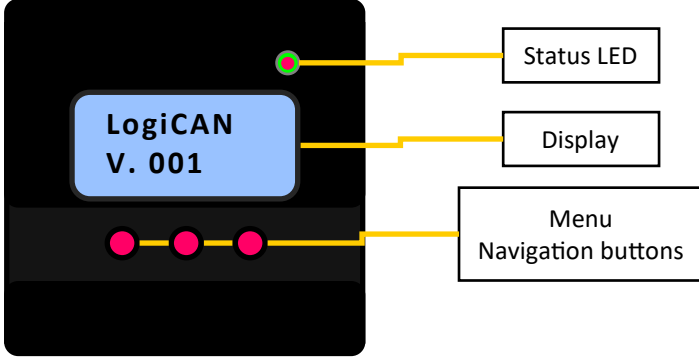 Status LED
LogiCAN
V. 001
Display
Menu
Navigation buttons